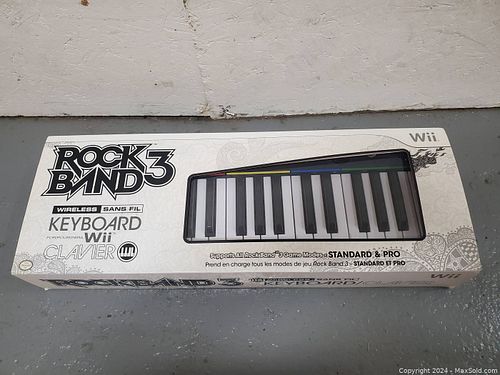 ROCK
BAND 3
Wii
WIRELESS SANS FIL
KEYBOARD
Wii
CLAVIER
Supports All Rock Band 3 Game Modes - STANDARD & PRO
Prend en charge tous les modes de jeu Rock Band 3 - STANDARD ET PRO
ROCK BAND 3
KEYBOARD
Wii
Copyright © 2024 - MaxSold.com